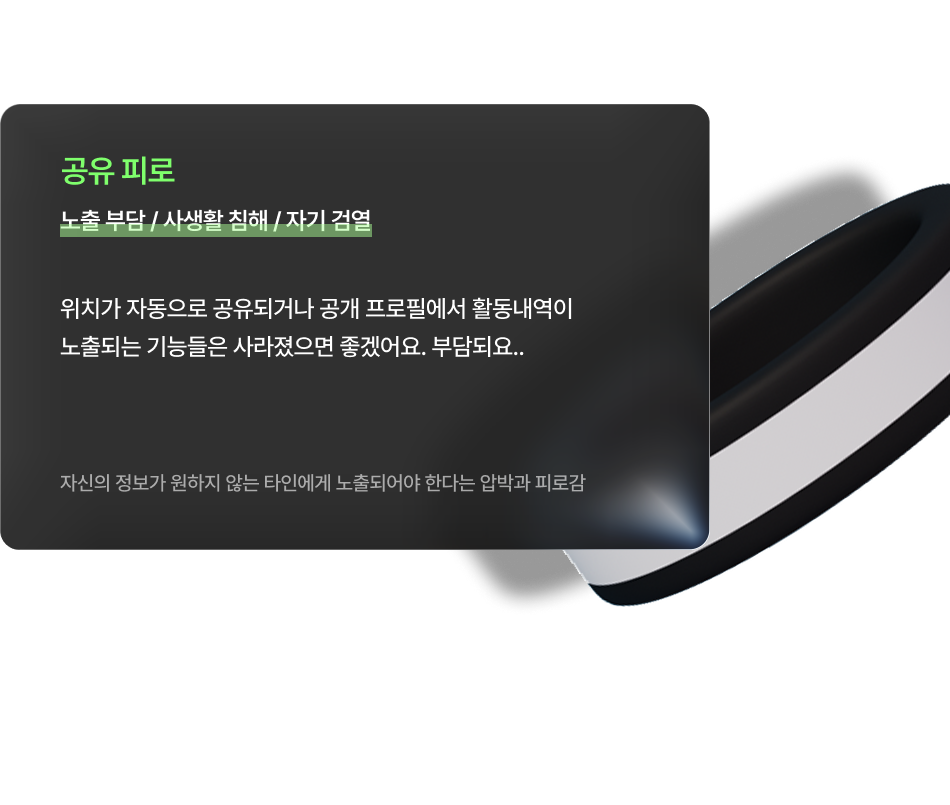 공유 피로
노출 부담 / 사생활 침해 / 자기 검열
위치가 자동으로 공유되거나 공개 프로필에서 활동내역이
노출되는 기능들은 사라졌으면 좋겠어요. 부담되요..
자신의 정보가 원하지 않는 타인에게 노출되어야 한다는 압박과 피로감